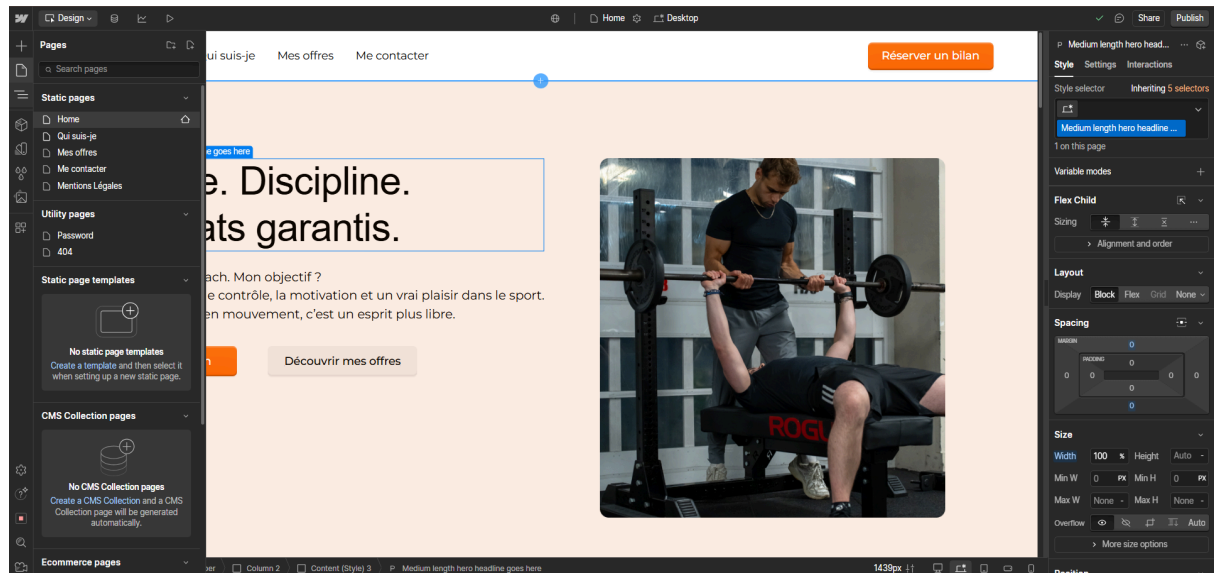 Design
Home
Desktop
Share
Publish
Pages
Search pages
Static pages
Home
Qui suis-je
Mes offres
Me contacter
Mentions Légales
Utility pages
Password
404
Static page templates
No static page templates
Create a template and then select it
when setting up a new static page.
CMS Collection pages
No CMS Collection pages
Create a CMS Collection and a CMS
Collection page will be generated
automatically.
Ecommerce pages
ui suis-je
Mes offres
Me contacter
Réserver un bilan
e goes here
e. Discipline.
ats garantis.
ach. Mon objectif ?
e contrôle, la motivation et un vrai plaisir dans le sport.
en mouvement, c'est un esprit plus libre.
n
Découvrir mes offres
ROGU
per
Column 2
Content (Style) 3
P Medium length hero headline goes here
1439px
P Medium length hero head... ...
Style Settings Interactions
Style selector Inheriting 5 selectors
Medium length hero headline ...
1 on this page
Variable modes
Flex Child
Sizing ...
Alignment and order
Layout
Display Block Flex Grid None
Spacing
MARGIN
0
PADDING
0
0 0 0 0
0
0
Size
Width 100 % Height Auto -
Min W 0 PX Min H 0 PX
Max W None - Max H None -
Overflow Auto
More size options
Position